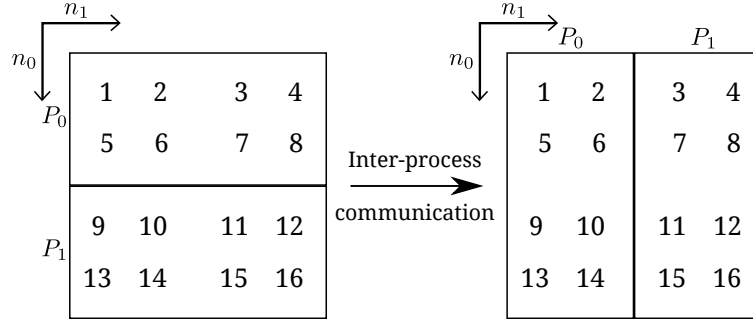 n₁
n₀
P₀
1 2 3 4
5 6 7 8
P₁
9 10 11 12
13 14 15 16
Inter-process
communication
n₁
n₀
P₀ P₁
1 2 3 4
5 6 7 8
9 10 11 12
13 14 15 16